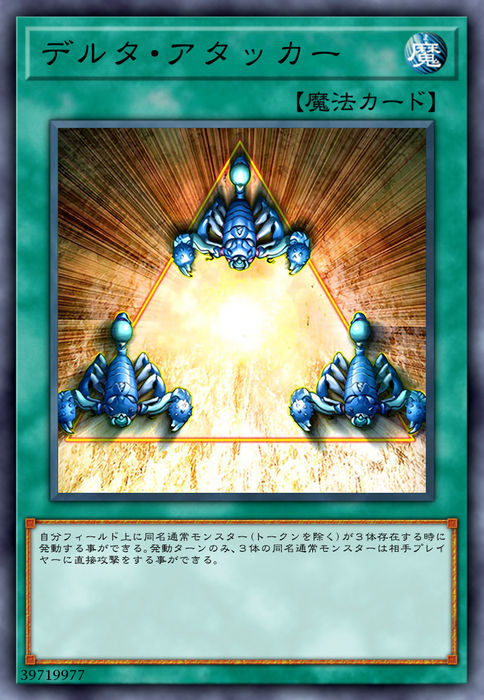 デルタ・アタッカー
魔
【魔法カード】
自分フィールド上に同名通常モンスター(トークンを除く)が３体存在する時に
発動する事ができる。発動ターンのみ、３体の同名通常モンスターは相手プレイ
ヤーに直接攻撃をする事ができる。
39719977